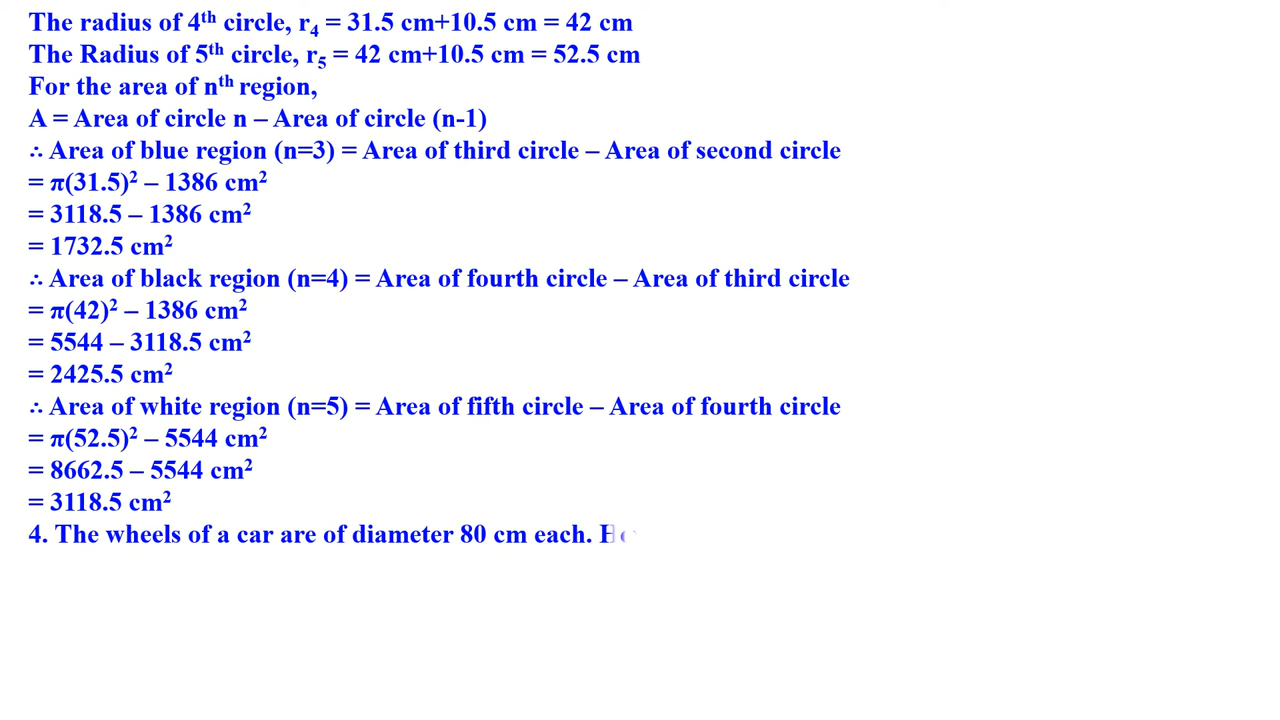 The radius of 4th circle, r4 = 31.5 cm+10.5 cm = 42 cm
The Radius of 5th circle, r5 = 42 cm+10.5 cm = 52.5 cm
For the area of nth region,
A = Area of circle n – Area of circle (n-1)
∴ Area of blue region (n=3) = Area of third circle – Area of second circle
= π(31.5)² – 1386 cm²
= 3118.5 – 1386 cm²
= 1732.5 cm²
∴ Area of black region (n=4) = Area of fourth circle – Area of third circle
= π(42)² – 1386 cm²
= 5544 – 3118.5 cm²
= 2425.5 cm²
∴ Area of white region (n=5) = Area of fifth circle – Area of fourth circle
= π(52.5)² – 5544 cm²
= 8662.5 – 5544 cm²
= 3118.5 cm²
4. The wheels of a car are of diameter 80 cm each.